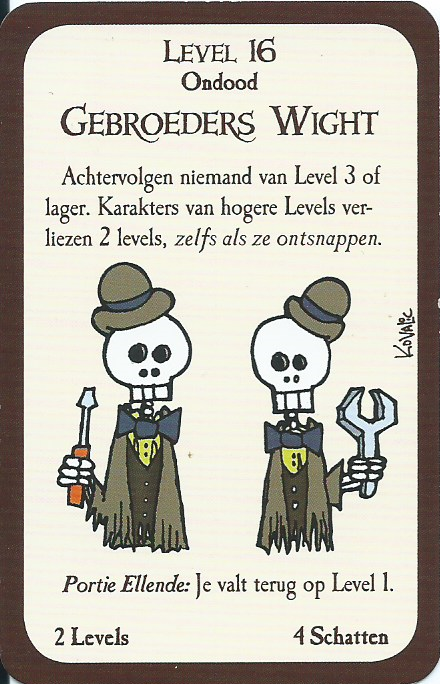 Level 16
Ondood
Gebroeders Wight
Achtervolgen niemand van Level 3 of
lager. Karakters van hogere Levels ver-
liezen 2 levels, zelfs als ze ontsnappen.
Kovalic
Portie Ellende: Je valt terug op Level 1.
2 Levels
4 Schatten